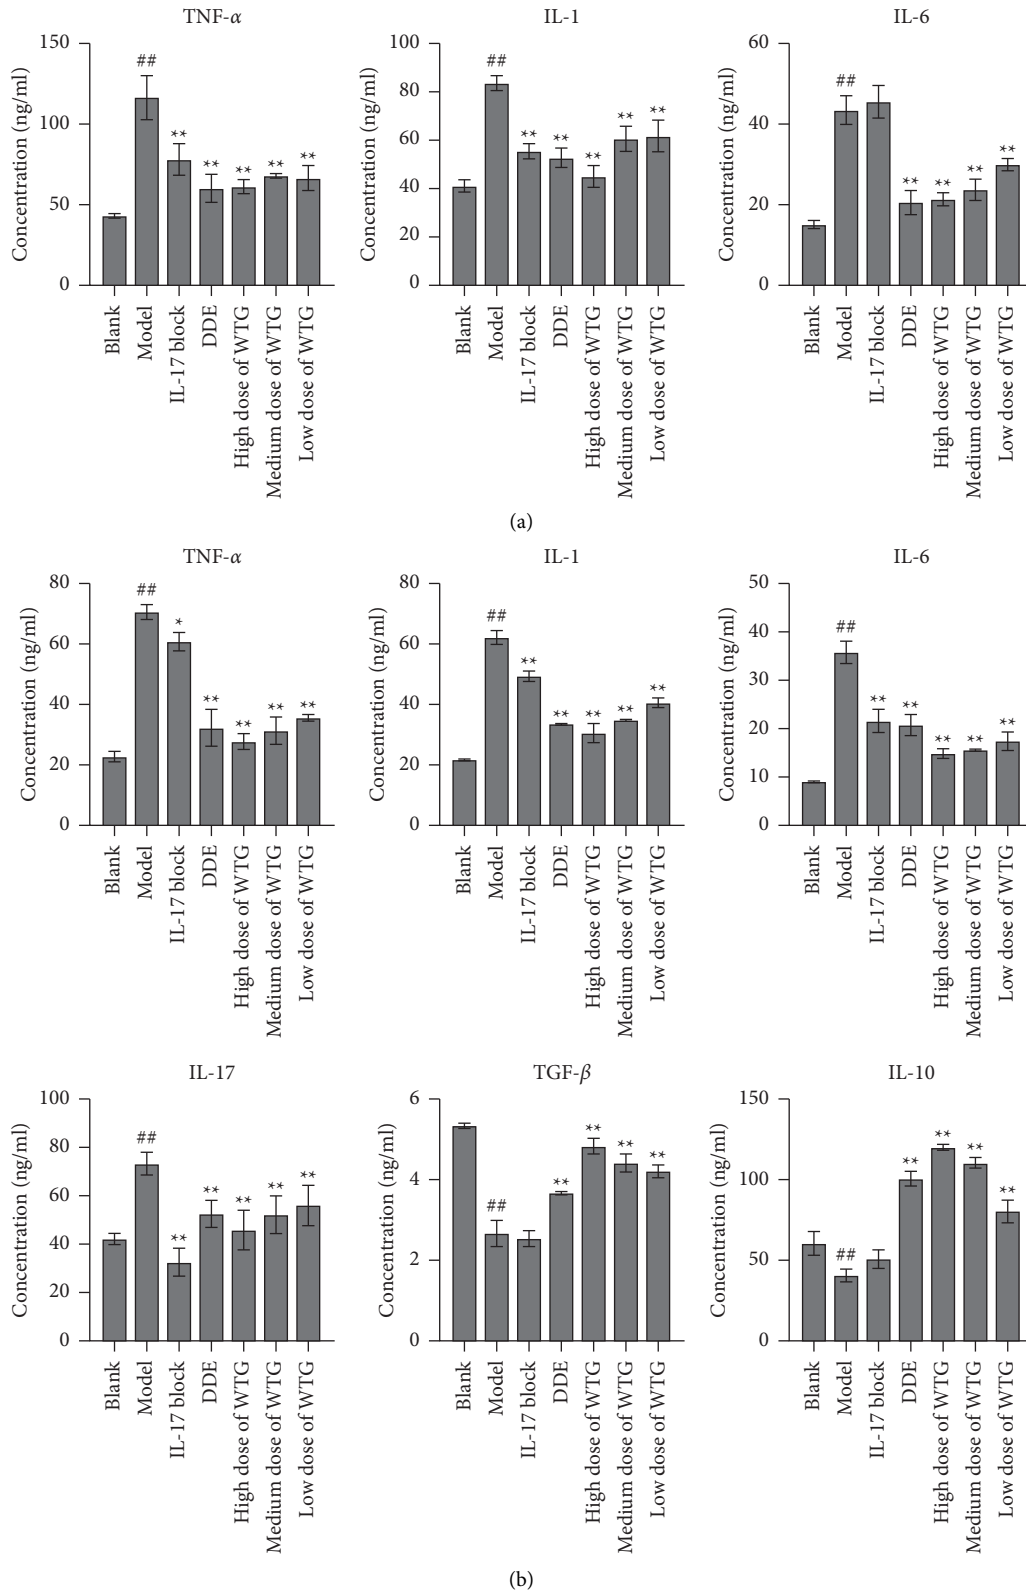 TNF-α
Concentration (ng/ml)
150
100
50
0
##
**
**
**
**
**
Blank
Model
IL-17 block
DDE
High dose of WTG
Medium dose of WTG
Low dose of WTG
IL-1
Concentration (ng/ml)
100
80
60
40
20
0
##
**
**
**
**
**
Blank
Model
IL-17 block
DDE
High dose of WTG
Medium dose of WTG
Low dose of WTG
IL-6
Concentration (ng/ml)
60
40
20
0
##
**
**
**
**
Blank
Model
IL-17 block
DDE
High dose of WTG
Medium dose of WTG
Low dose of WTG
(a)
TNF-α
Concentration (ng/ml)
80
60
40
20
0
##
*
**
**
**
**
Blank
Model
IL-17 block
DDE
High dose of WTG
Medium dose of WTG
Low dose of WTG
IL-1
Concentration (ng/ml)
80
60
40
20
0
##
**
**
**
**
**
Blank
Model
IL-17 block
DDE
High dose of WTG
Medium dose of WTG
Low dose of WTG
IL-6
Concentration (ng/ml)
50
40
30
20
10
0
##
**
**
**
**
**
Blank
Model
IL-17 block
DDE
High dose of WTG
Medium dose of WTG
Low dose of WTG
IL-17
Concentration (ng/ml)
100
80
60
40
20
0
##
**
**
**
**
**
Blank
Model
IL-17 block
DDE
High dose of WTG
Medium dose of WTG
Low dose of WTG
TGF-β
Concentration (ng/ml)
6
4
2
0
##
**
**
**
**
Blank
Model
IL-17 block
DDE
High dose of WTG
Medium dose of WTG
Low dose of WTG
IL-10
Concentration (ng/ml)
150
100
50
0
##
**
**
**
**
Blank
Model
IL-17 block
DDE
High dose of WTG
Medium dose of WTG
Low dose of WTG
(b)